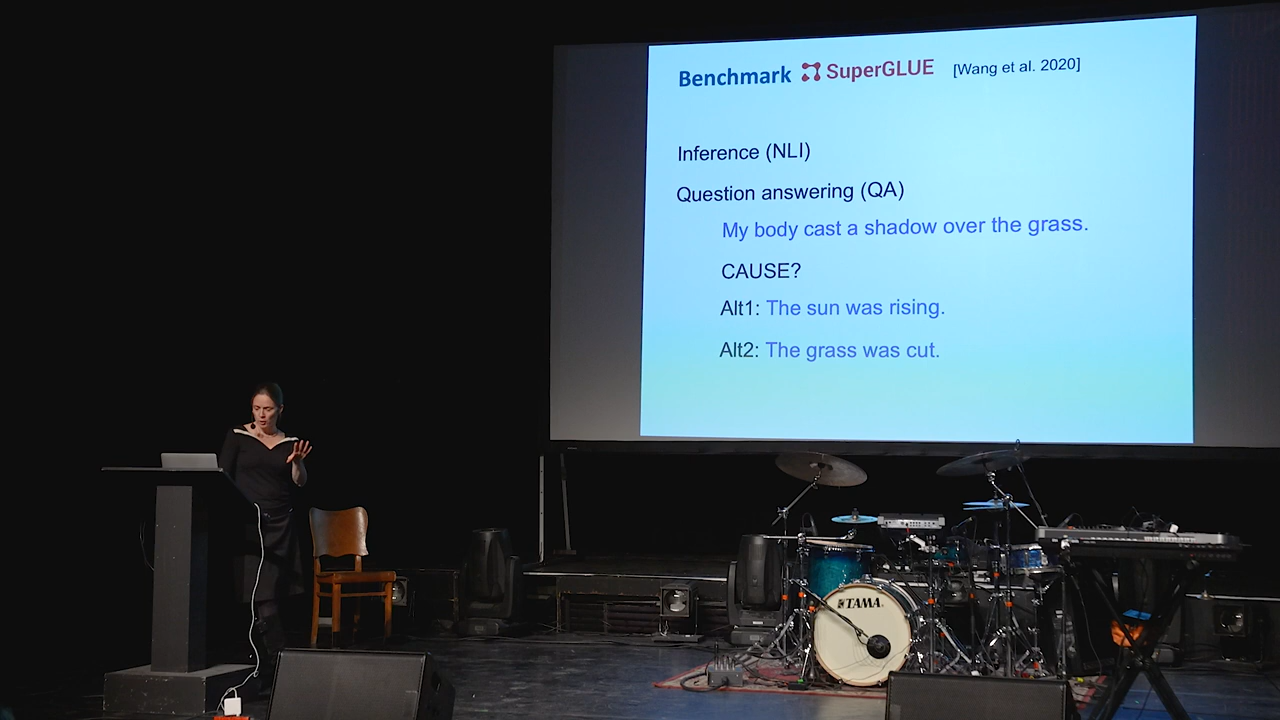 Benchmark SuperGLUE [Wang et al. 2020]
Inference (NLI)
Question answering (QA)
My body cast a shadow over the grass.
CAUSE?
Alt1: The sun was rising.
Alt2: The grass was cut.
TAMA